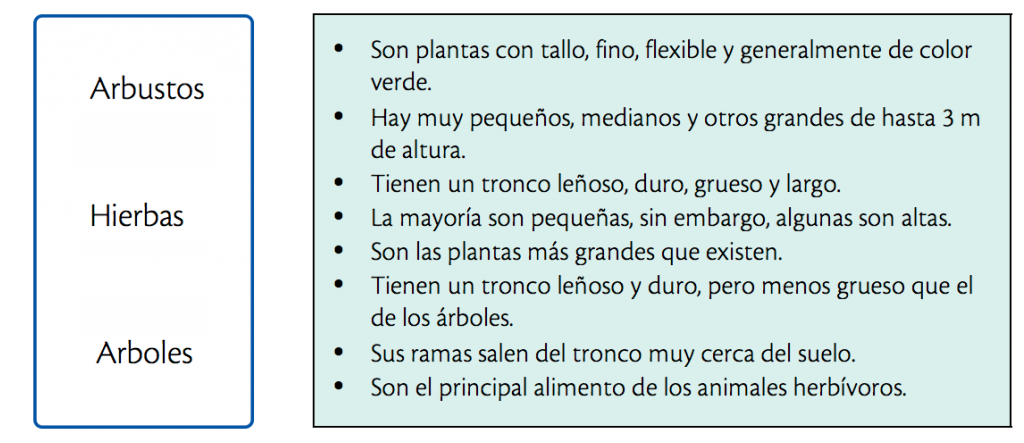 Arbustos
Hierbas
Arboles
• Son plantas con tallo, fino, flexible y generalmente de color
verde.
• Hay muy pequeños, medianos y otros grandes de hasta 3 m
de altura.
• Tienen un tronco leñoso, duro, grueso y largo.
• La mayoría son pequeñas, sin embargo, algunas son altas.
• Son las plantas más grandes que existen.
• Tienen un tronco leñoso y duro, pero menos grueso que el
de los árboles.
• Sus ramas salen del tronco muy cerca del suelo.
• Son el principal alimento de los animales herbívoros.